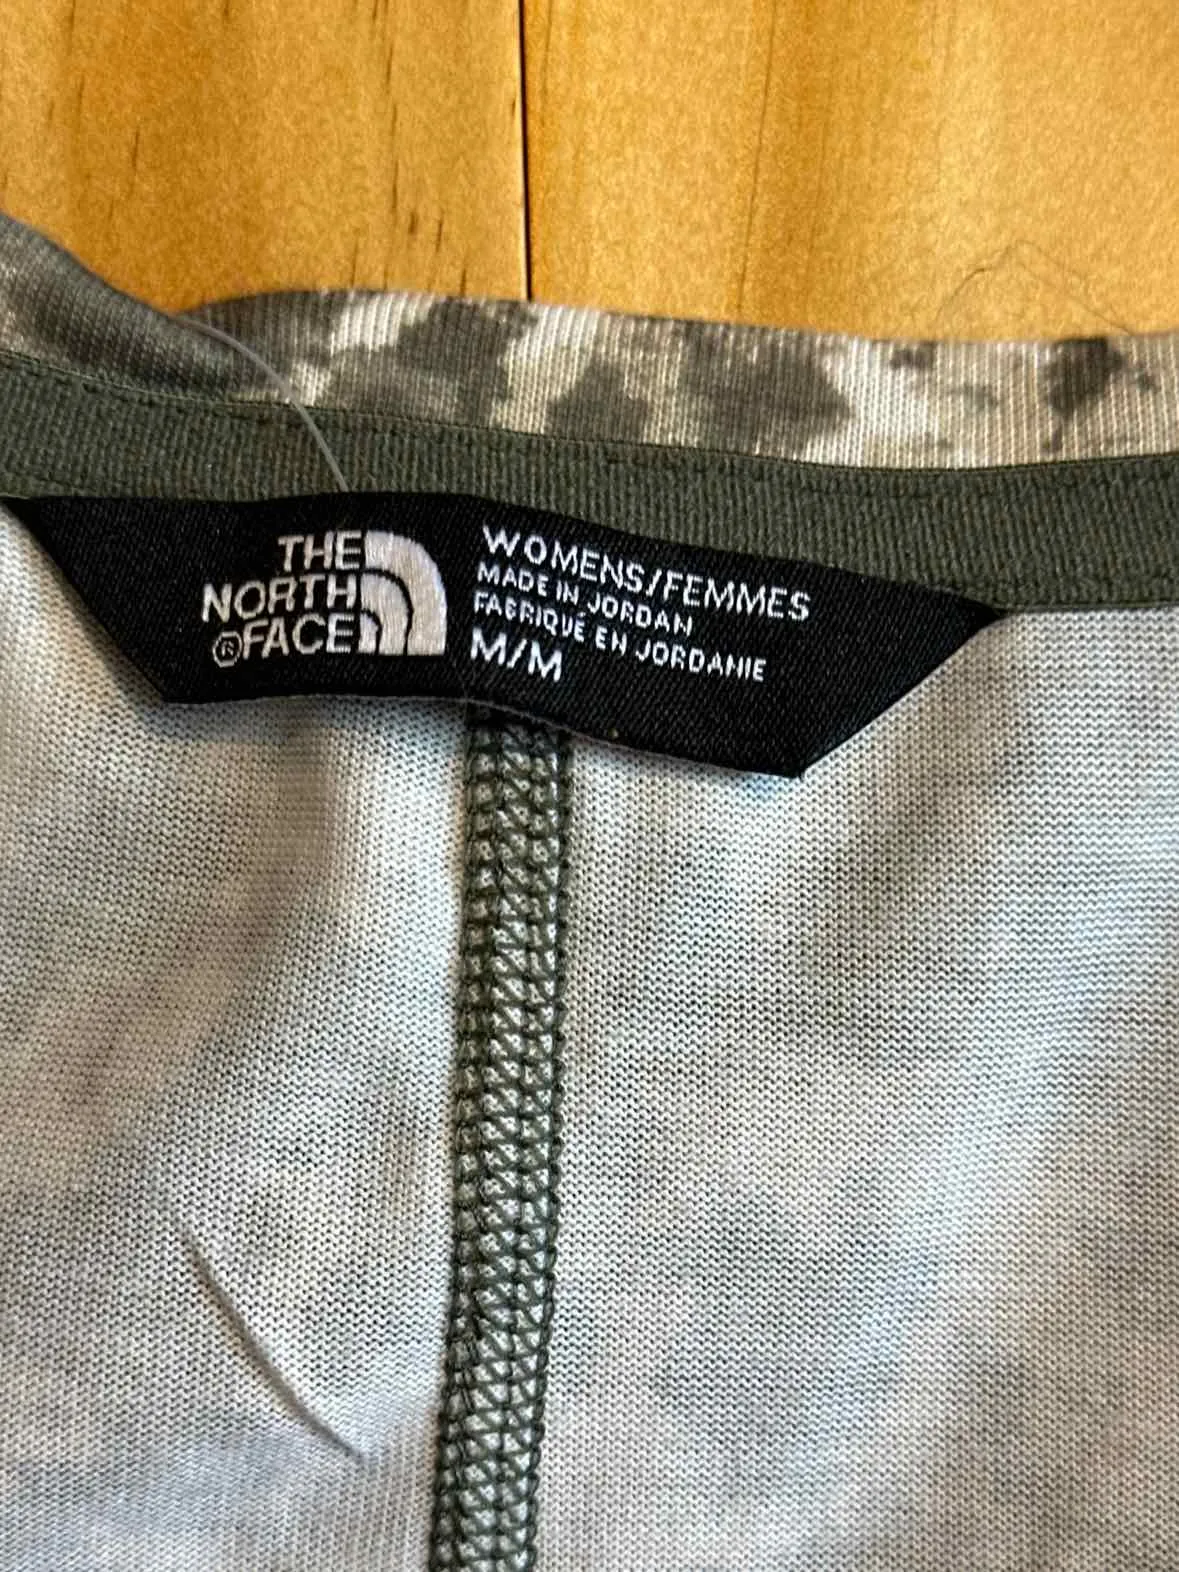 THE
NORTH
®FACE
WOMENS/FEMMES
MADE IN JORDAN
FABRIQUÉ EN JORDANIE
M/M